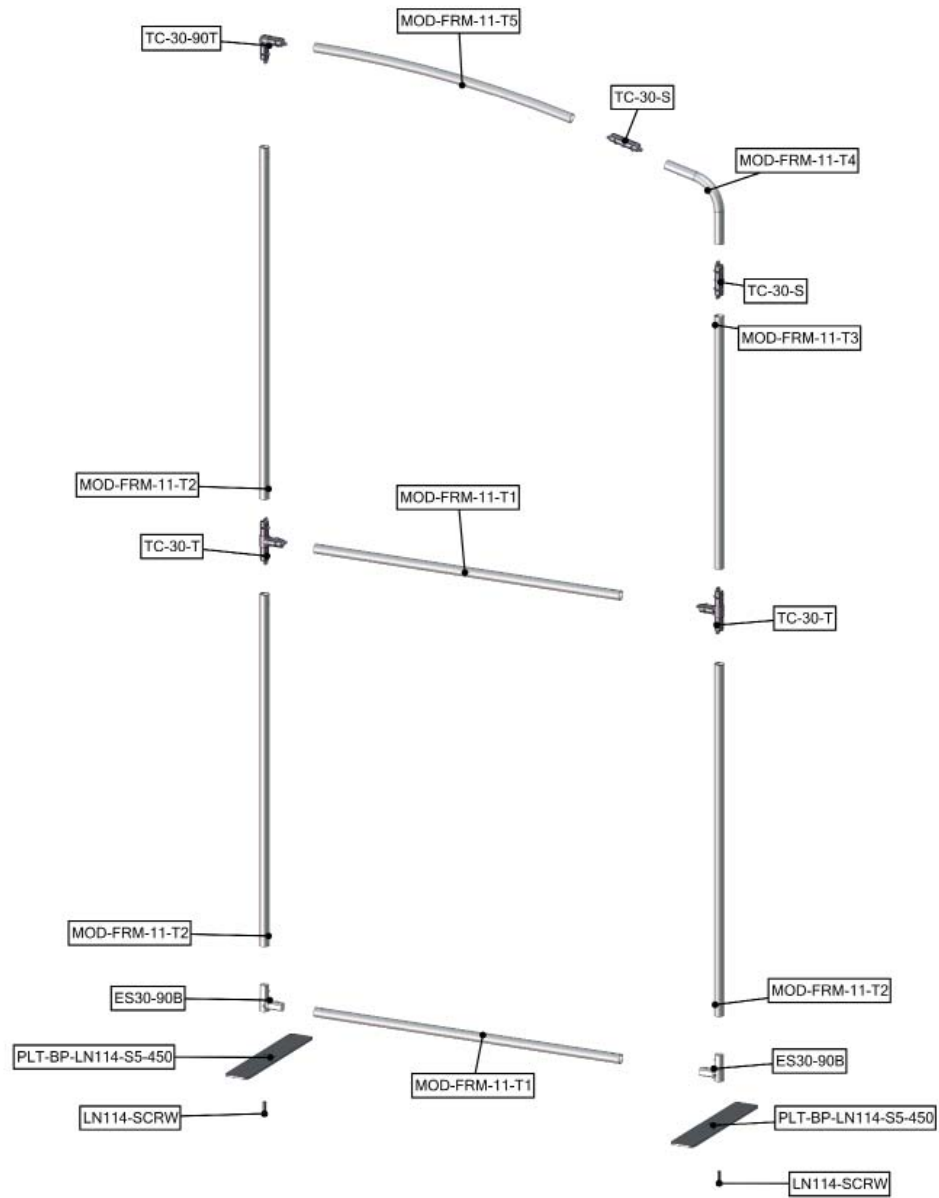 MOD-FRM-11-T5
TC-30-90T
TC-30-S
MOD-FRM-11-T4
TC-30-S
MOD-FRM-11-T3
MOD-FRM-11-T2
MOD-FRM-11-T1
TC-30-T
TC-30-T
MOD-FRM-11-T2
ES30-90B
MOD-FRM-11-T2
PLT-BP-LN114-S5-450
ES30-90B
MOD-FRM-11-T1
LN114-SCRW
PLT-BP-LN114-S5-450
LN114-SCRW